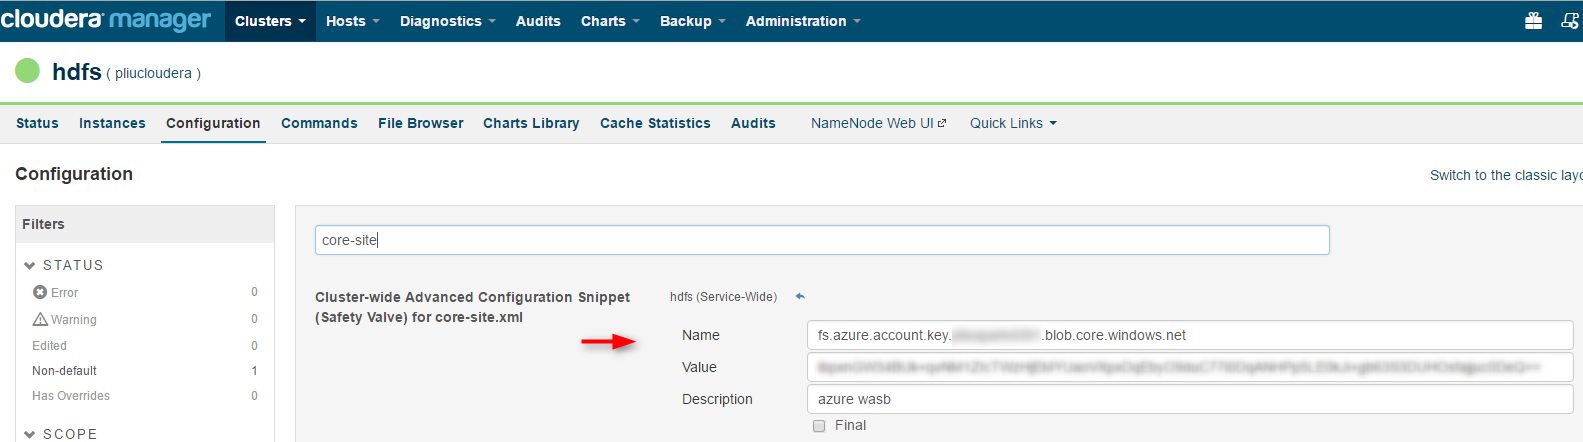 cloudera manager Clusters Hosts Diagnostics Audits Charts Backup Administration
hdfs ( pliucloudera )
Status Instances Configuration Commands File Browser Charts Library Cache Statistics Audits NameNode Web UI Quick Links
Configuration
Switch to the classic layo
Filters
core-site
STATUS
Error 0
Warning 0
Edited 0
Non-default 1
Has Overrides 0
SCOPE
Cluster-wide Advanced Configuration Snippet
(Safety Valve) for core-site.xml
hdfs (Service-Wide)
Name fs.azure.account.key. .blob.core.windows.net
Value
Description azure wasb
Final